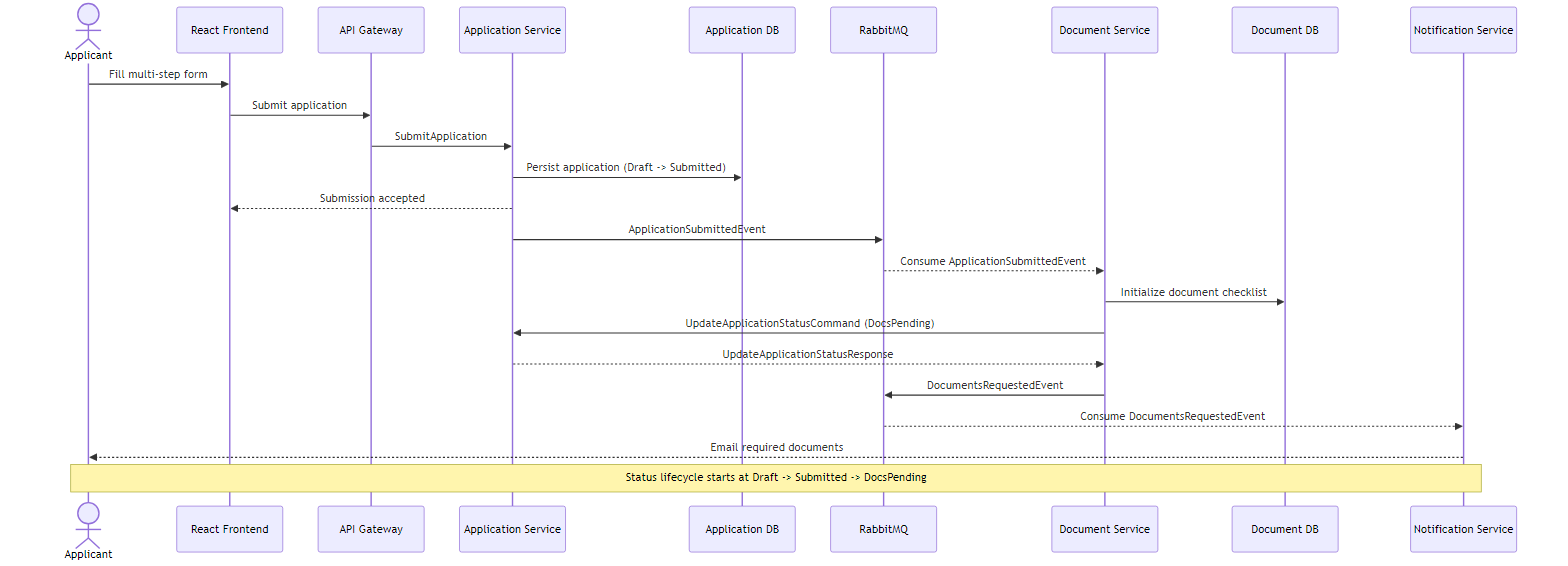 React Frontend
API Gateway
Application Service
Application DB
RabbitMQ
Document Service
Document DB
Notification Service
Applicant
Fill multi-step form
Submit application
SubmitApplication
Persist application (Draft -> Submitted)
Submission accepted
ApplicationSubmittedEvent
Consume ApplicationSubmittedEvent
Initialize document checklist
UpdateApplicationStatusCommand (DocsPending)
UpdateApplicationStatusResponse
DocumentsRequestedEvent
Consume DocumentsRequestedEvent
Email required documents
Status lifecycle starts at Draft -> Submitted -> DocsPending
React Frontend
API Gateway
Application Service
Application DB
RabbitMQ
Document Service
Document DB
Notification Service
Applicant